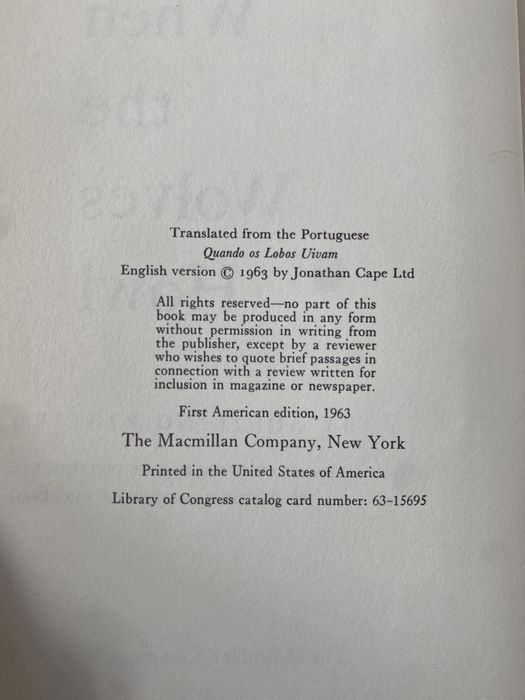 Translated from the Portuguese
Quando os Lobos Uivam
English version © 1963 by Jonathan Cape Ltd
All rights reserved—no part of this
book may be produced in any form
without permission in writing from
the publisher, except by a reviewer
who wishes to quote brief passages in
connection with a review written for
inclusion in magazine or newspaper.
First American edition, 1963
The Macmillan Company, New York
Printed in the United States of America
Library of Congress catalog card number: 63-15695